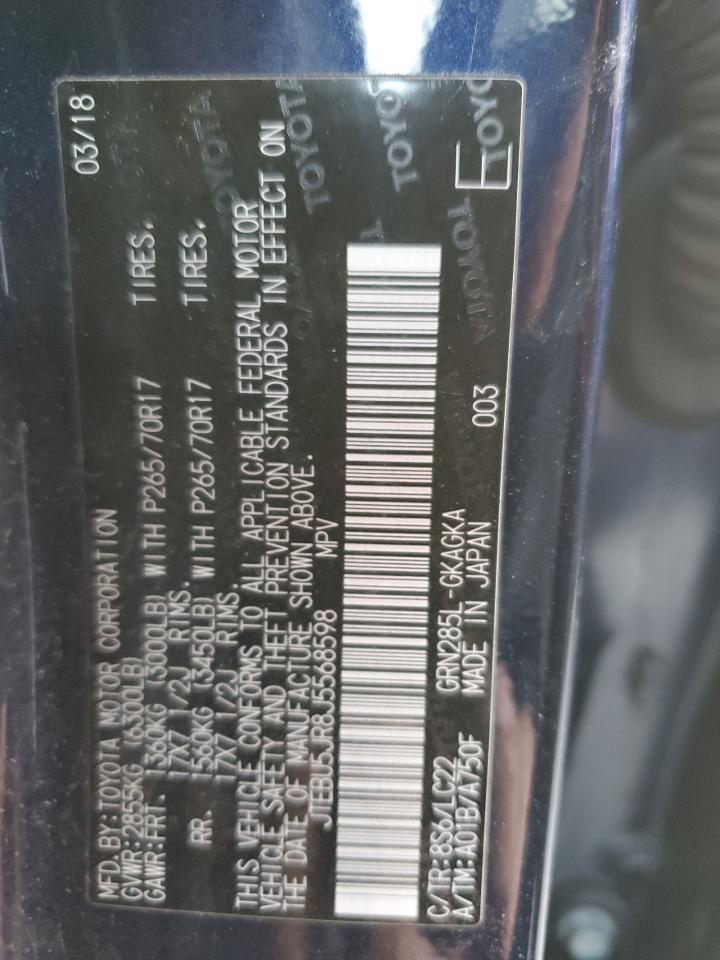 03/18
MFD.BY:TOYOTA MOTOR CORPORATION
GVWR:2855KG (6300LB)
GAWR:FRT. 1360KG (3000LB) WITH P265/70R17 TIRES.
17X7 1/2J RIMS.
RR. 1560KG (3450LB) WITH P265/70R17 TIRES.
17X7 1/2J RIMS.
THIS VEHICLE CONFORMS TO ALL APPLICABLE FEDERAL MOTOR
VEHICLE SAFETY AND THEFT PREVENTION STANDARDS IN EFFECT ON
THE DATE OF MANUFACTURE SHOWN ABOVE.
JTEBU5JR8J5568598 MPV
C/TR:8S6/LC22 GRN285L-GKAGKA
A/TM:A01B/A750F MADE IN JAPAN 003
TOYOTA
TOYOTA
TOYOTA
TOYOTA